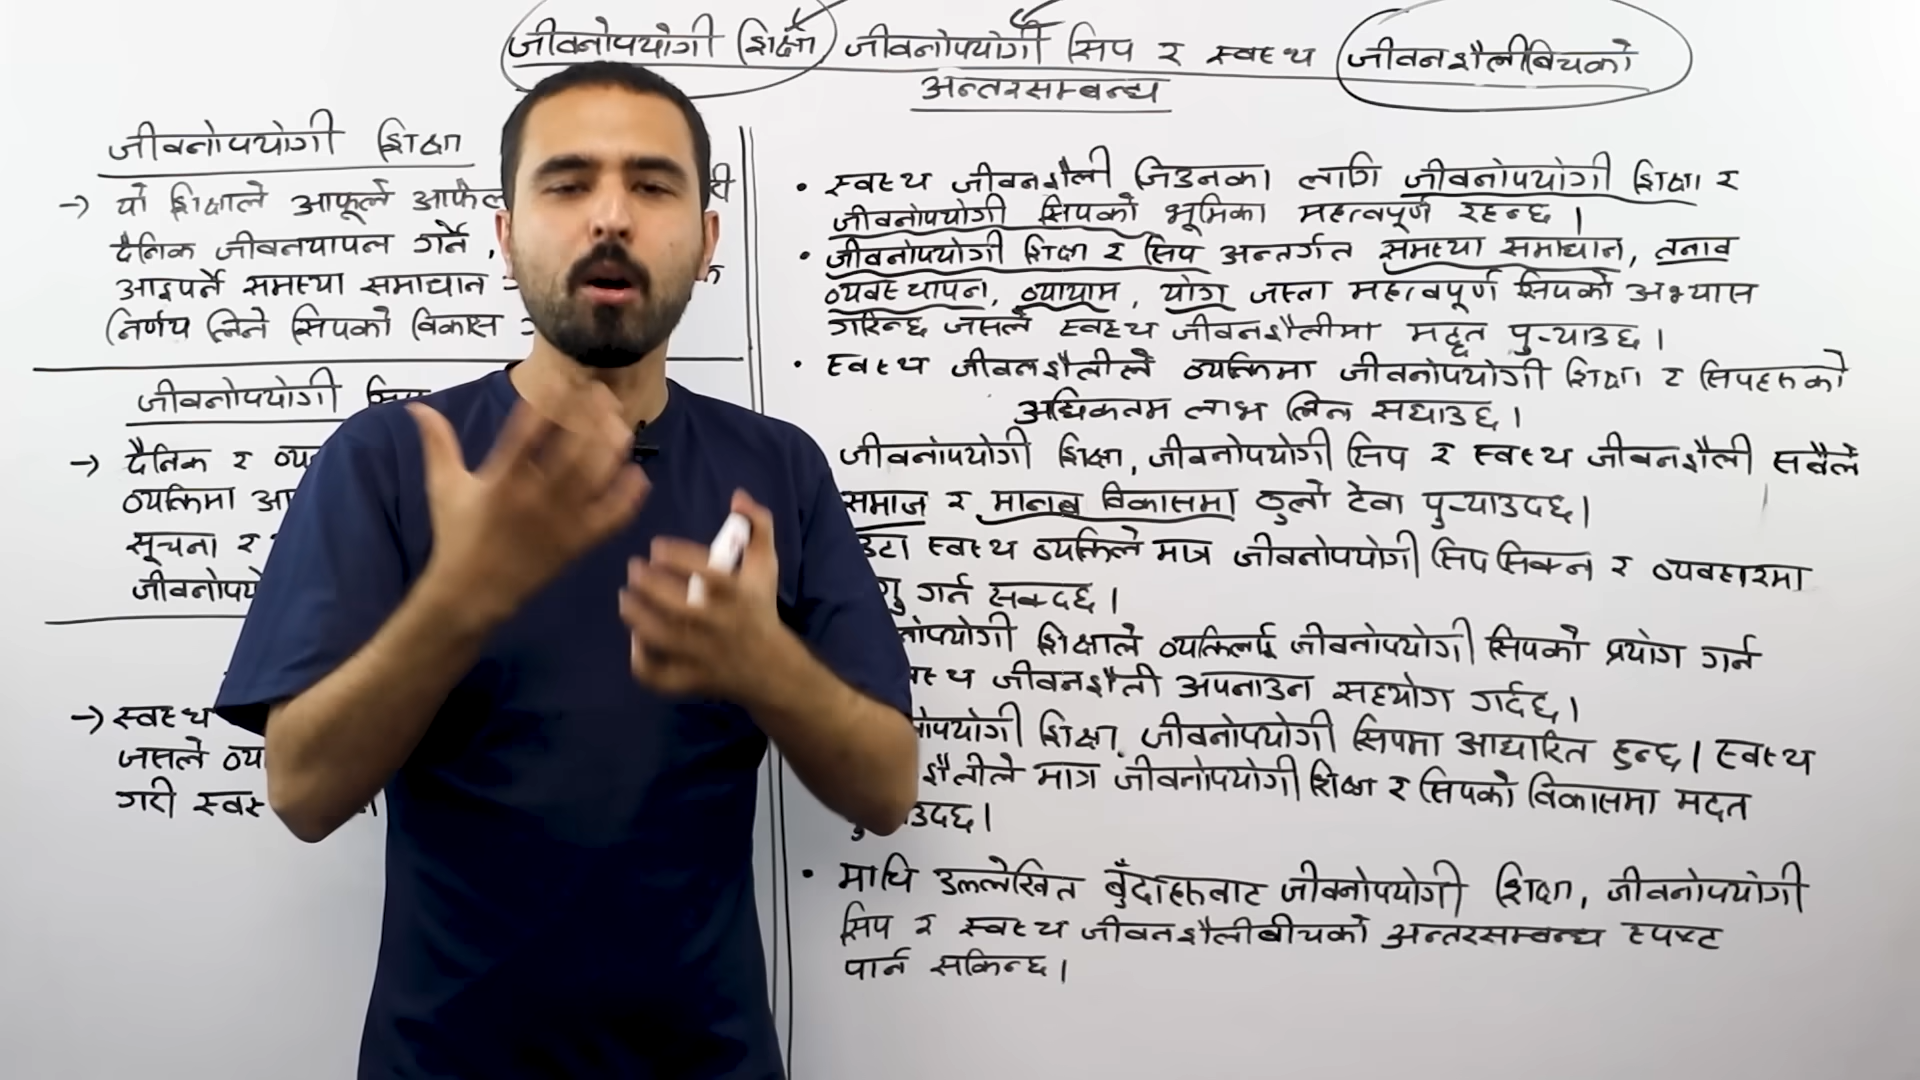 जीवनोपयोगी शिक्षा, जीवनोपयोगी सिप र स्वस्थ जीवनशैलीबिचको
अन्तरसम्बन्ध
जीवनोपयोगी शिक्षा
→ यो शिक्षाले आफूले आफैले
दैनिक जीवनयापन गर्ने,
आइपर्ने समस्या समाधान
निर्णय लिने सिपको विकास
जीवनोपयोगी सिप
→ दैनिक र
व्यक्तिमा
सूचना र
→ स्वस्थ
जसले
गरी
• स्वस्थ जीवनशैली जिउनका लागि जीवनोपयोगी शिक्षा र
जीवनोपयोगी सिपको भूमिका महत्वपूर्ण रहन्छ।
• जीवनोपयोगी शिक्षा र सिप अन्तर्गत समस्या समाधान, तनाव
व्यवस्थापन, व्यायाम, योग जस्ता महत्वपूर्ण सिपको अभ्यास
गरिन्छ जसले स्वस्थ जीवनशैलीमा मद्दत पुऱ्याउछ।
• स्वस्थ जीवनशैलीले व्यक्तिमा जीवनोपयोगी शिक्षा र सिपहरुको
अधिकतम लाभ लिन सघाउछ।
जीवनोपयोगी शिक्षा, जीवनोपयोगी सिप र स्वस्थ जीवनशैली सबैले
समाज र मानव विकासमा ठुलो टेवा पुऱ्याउदछ।
स्वस्थ व्यक्तिले मात्र जीवनोपयोगी सिप सिक्न र व्यवहारमा
गर्न सक्दछ।
शिक्षाले व्यक्तिलाई जीवनोपयोगी सिपको प्रयोग गर्न
जीवनशैली अपनाउन सहयोग गर्दछ।
शिक्षा, जीवनोपयोगी सिपमा आधारित हुन्छ। स्वस्थ
मात्र जीवनोपयोगी शिक्षा र सिपको विकासमा मदत
• माथि उल्लेखित बुँदाहरुबाट जीवनोपयोगी शिक्षा, जीवनोपयोगी
सिप र स्वस्थ जीवनशैलीबीचको अन्तरसम्बन्ध स्पष्ट
पार्न सकिन्छ।